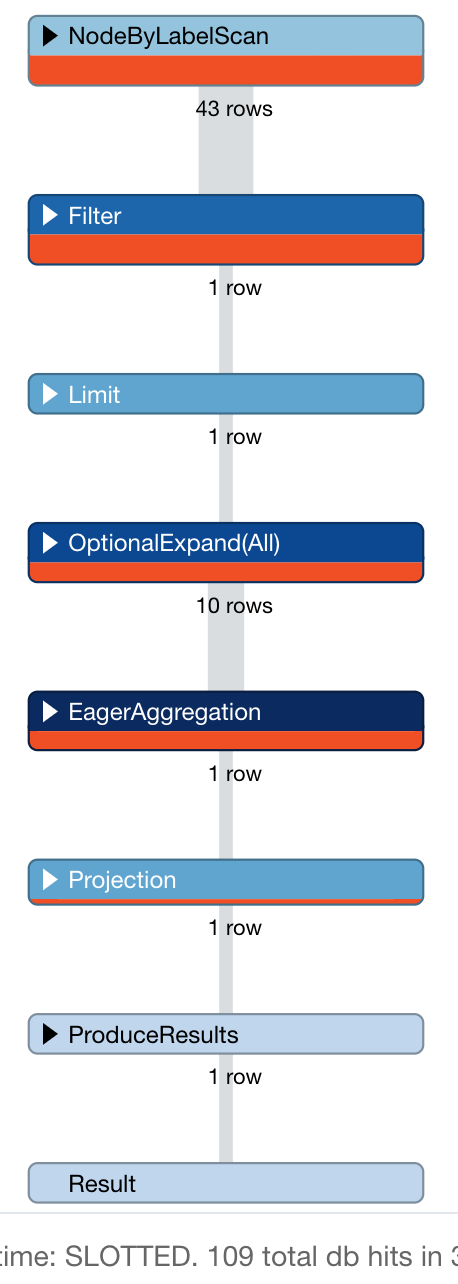 NodeByLabelScan
43 rows
Filter
1 row
Limit
1 row
OptionalExpand(All)
10 rows
EagerAggregation
1 row
Projection
1 row
ProduceResults
1 row
Result
time: SLOTTED. 109 total db hits in